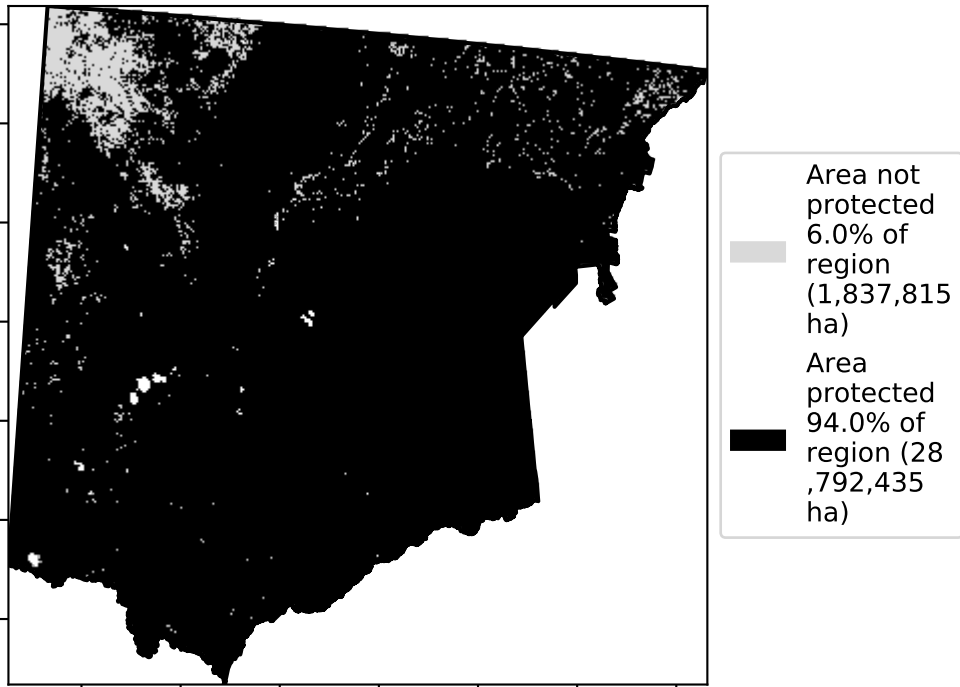 Area not
protected
6.0% of
region
(1,837,815
ha)
Area
protected
94.0% of
region (28
,792,435
ha)